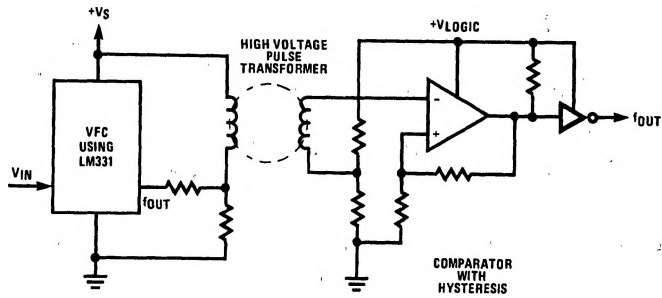 +VS
+VLOGIC
HIGH VOLTAGE
PULSE
TRANSFORMER
VFC
USING
LM331
VIN
fOUT
−
+
fOUT
COMPARATOR
WITH
HYSTERESIS